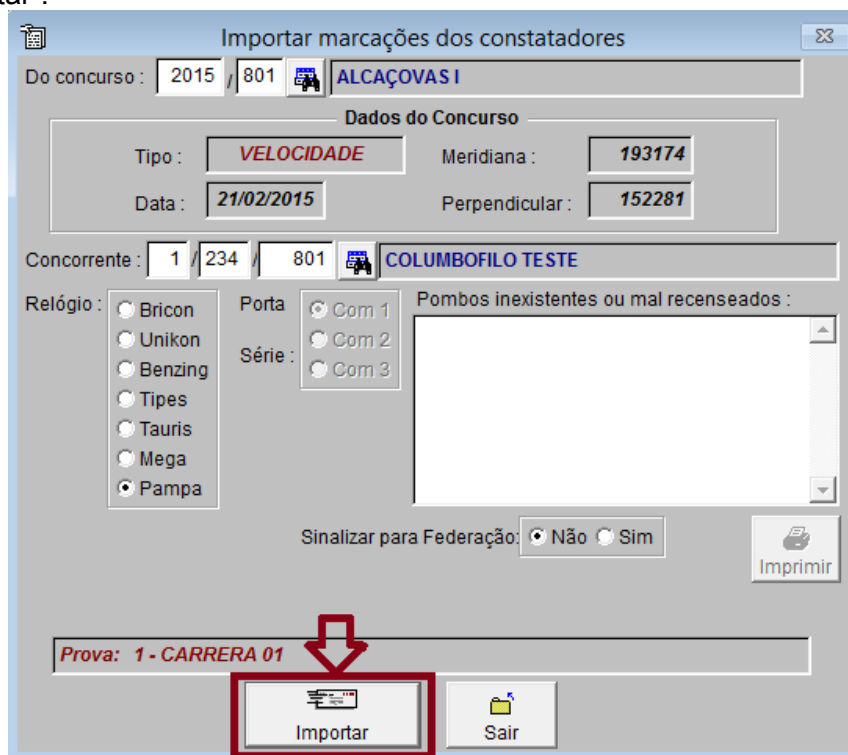 tar :
Importar marcações dos constatadores
Do concurso : 2015 / 801 ALCAÇOVAS I
Dados do Concurso
Tipo : VELOCIDADE Meridiana : 193174
Data : 21/02/2015 Perpendicular : 152281
Concorrente : 1 / 234 / 801 COLUMBOFILO TESTE
Relógio : Porta Série : Pombos inexistentes ou mal recenseados :
Bricon Com 1
Unikon Com 2
Benzing Com 3
Tipes
Tauris
Mega
Pampa
Sinalizar para Federação: Não Sim
Imprimir
Prova: 1 - CARRERA 01
Importar Sair